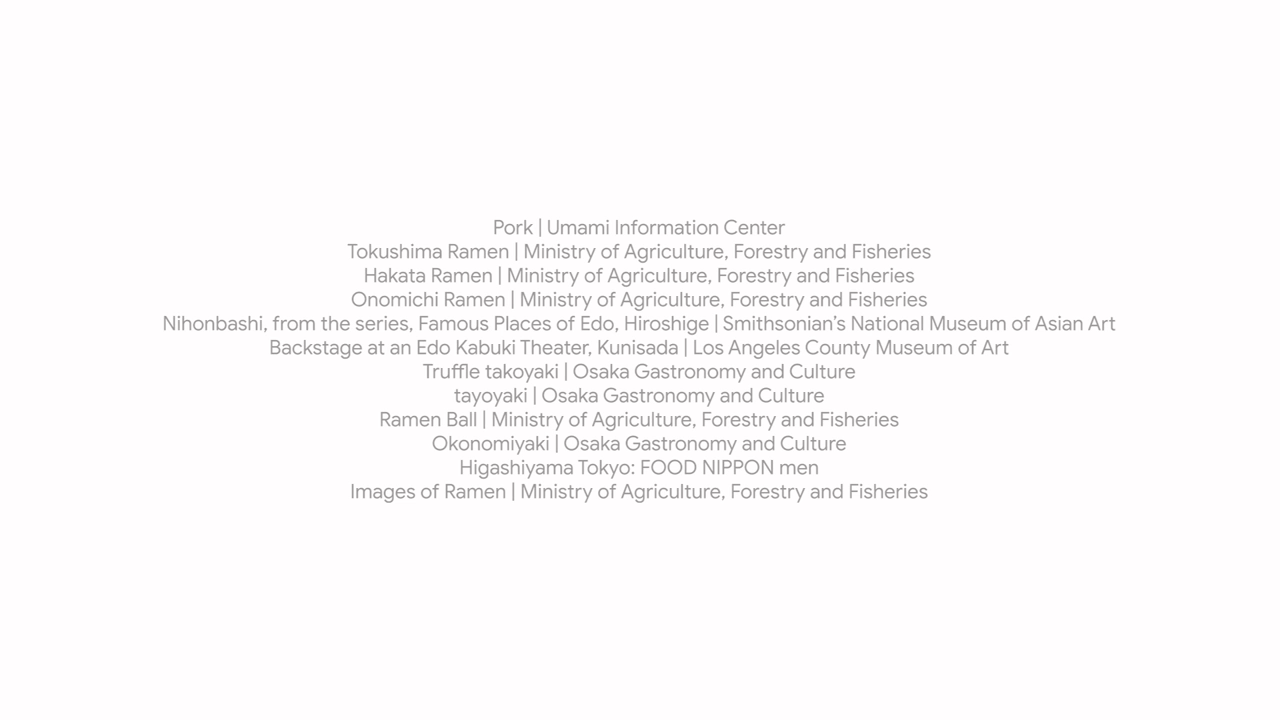 Pork | Umami Information Center
Tokushima Ramen | Ministry of Agriculture, Forestry and Fisheries
Hakata Ramen | Ministry of Agriculture, Forestry and Fisheries
Onomichi Ramen | Ministry of Agriculture, Forestry and Fisheries
Nihonbashi, from the series, Famous Places of Edo, Hiroshige | Smithsonian’s National Museum of Asian Art
Backstage at an Edo Kabuki Theater, Kunisada | Los Angeles County Museum of Art
Truffle takoyaki | Osaka Gastronomy and Culture
tayoyaki | Osaka Gastronomy and Culture
Ramen Ball | Ministry of Agriculture, Forestry and Fisheries
Okonomiyaki | Osaka Gastronomy and Culture
Higashiyama Tokyo: FOOD NIPPON men
Images of Ramen | Ministry of Agriculture, Forestry and Fisheries